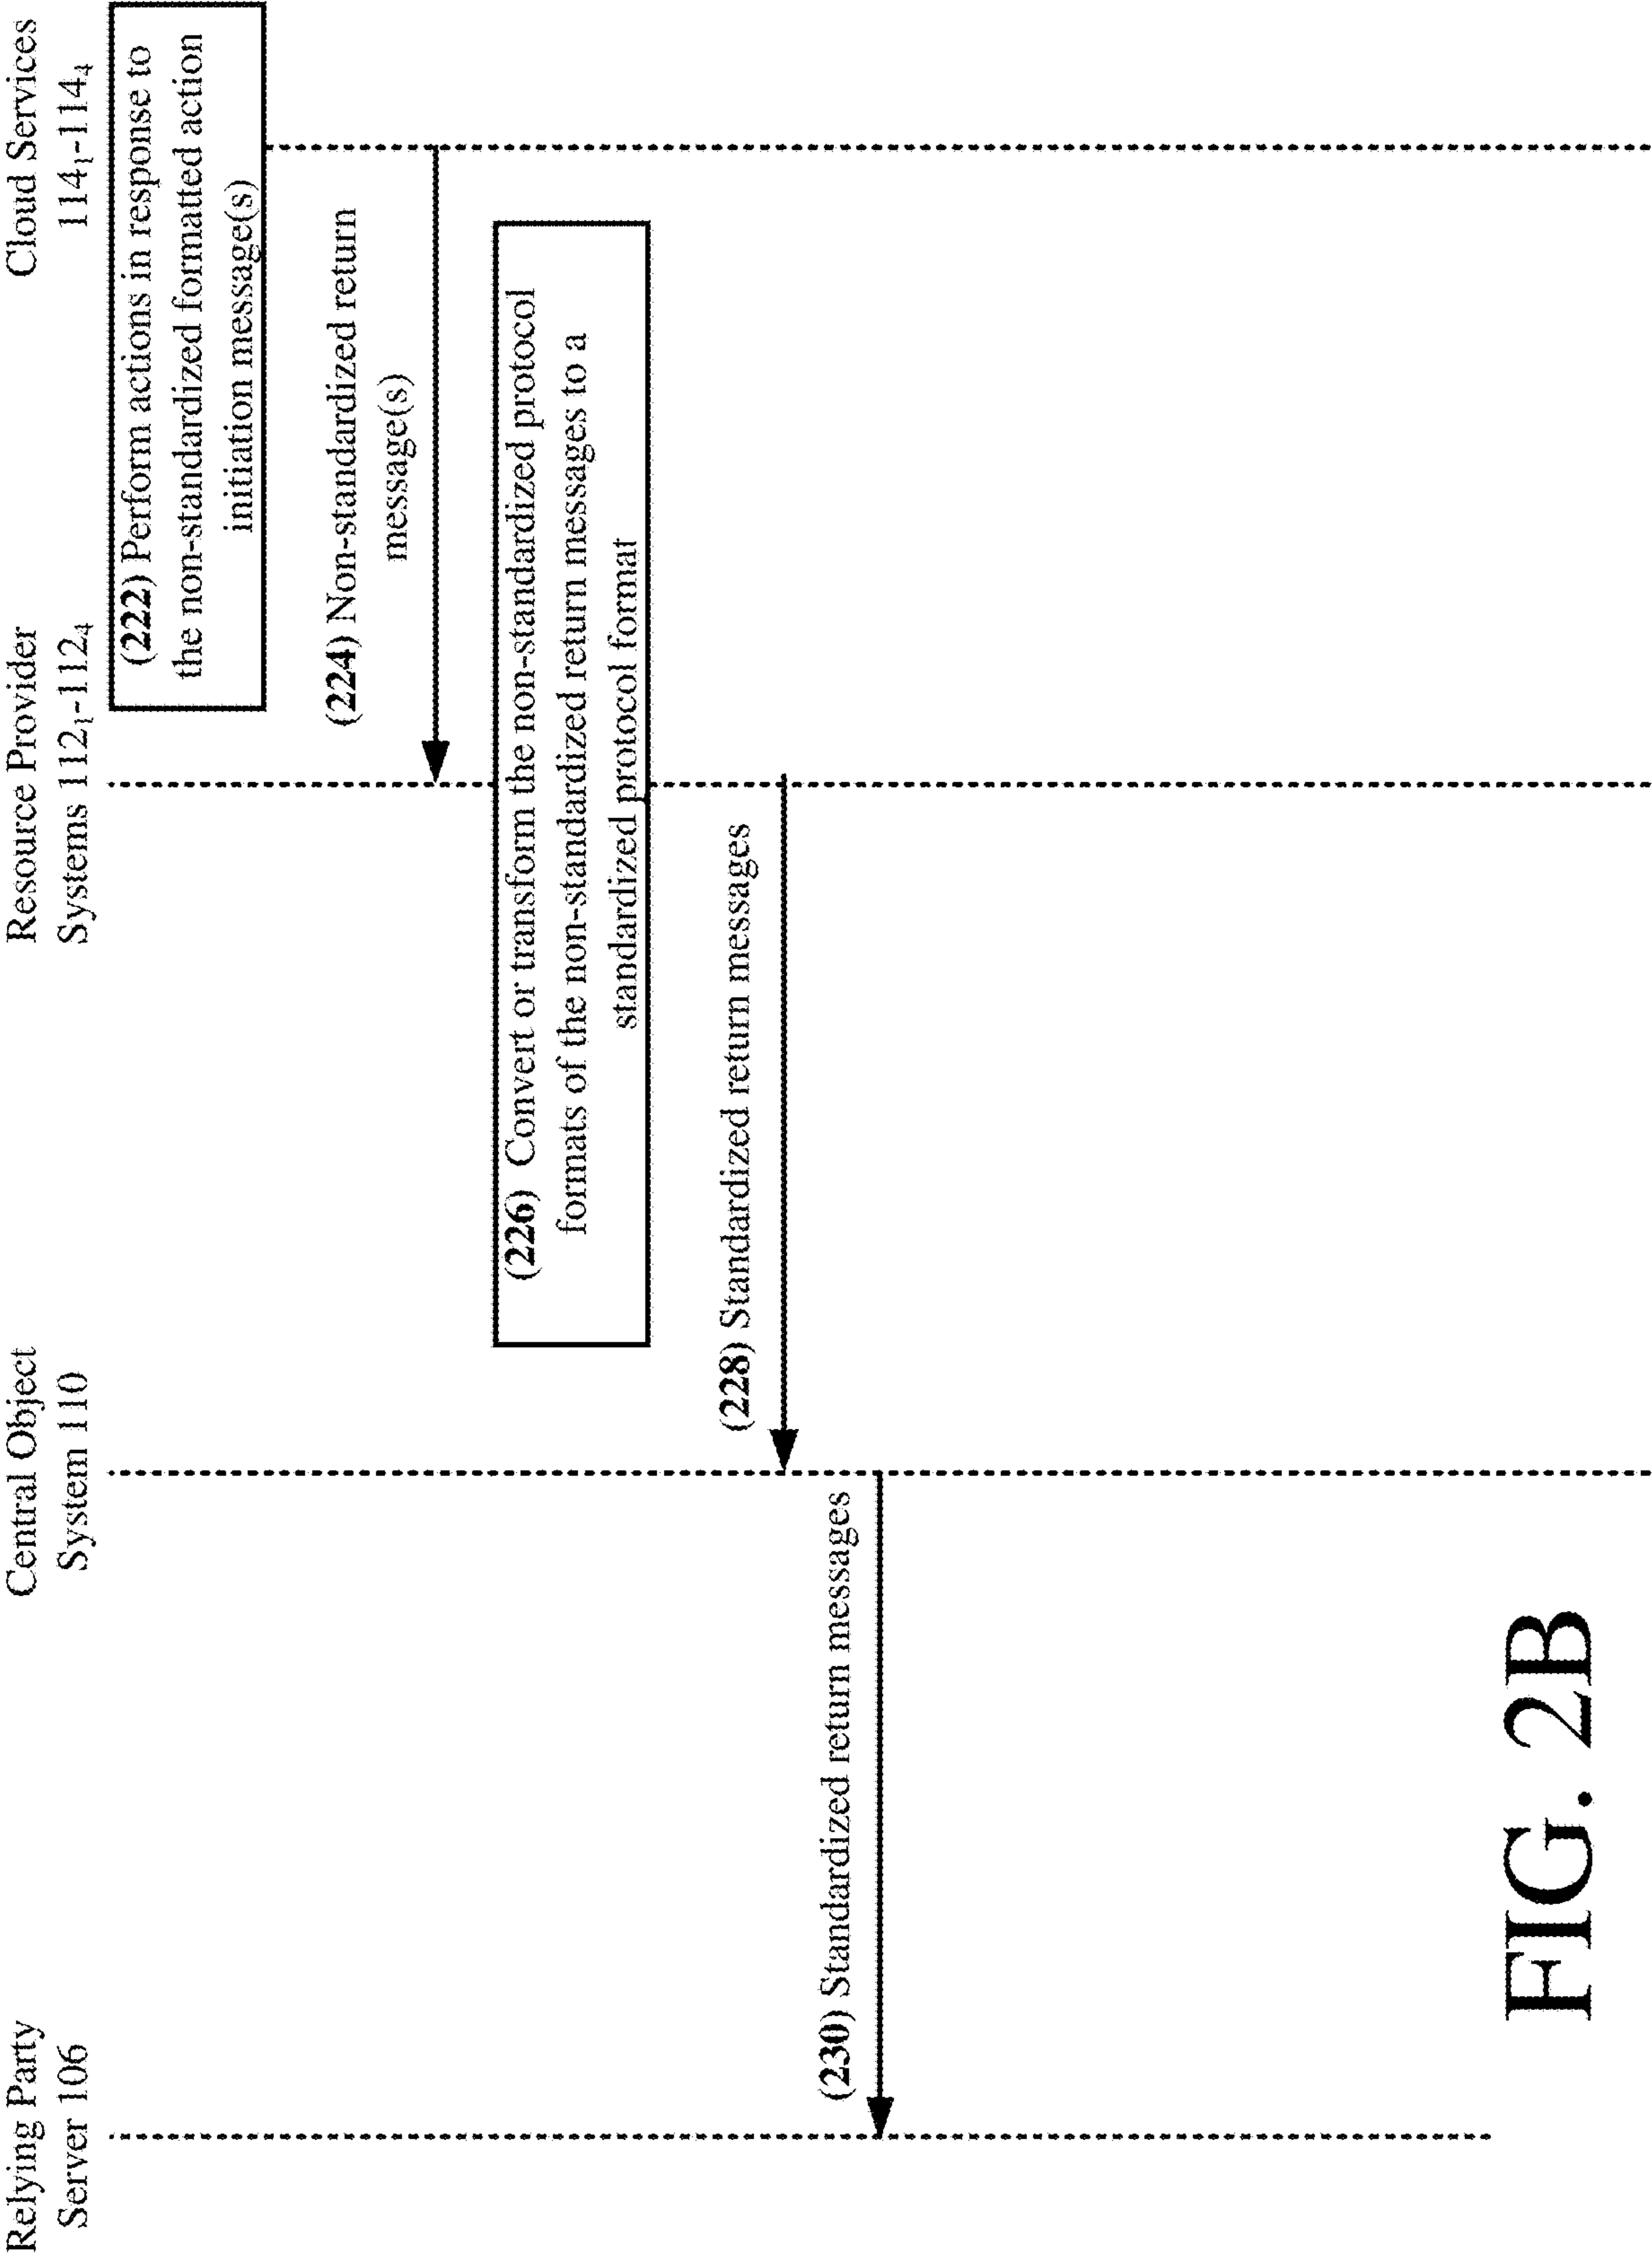 Relying Party
Server 106
Central Object
System 110
Resource Provider
Systems 112₁-112₄
Cloud Services
114₁-114₄
(222) Perform actions in response to
the non-standardized formatted action
initiation message(s)
(224) Non-standardized return
message(s)
(226) Convert or transform the non-standardized protocol
formats of the non-standardized return messages to a
standardized protocol format
(228) Standardized return messages
(230) Standardized return messages
FIG. 2B